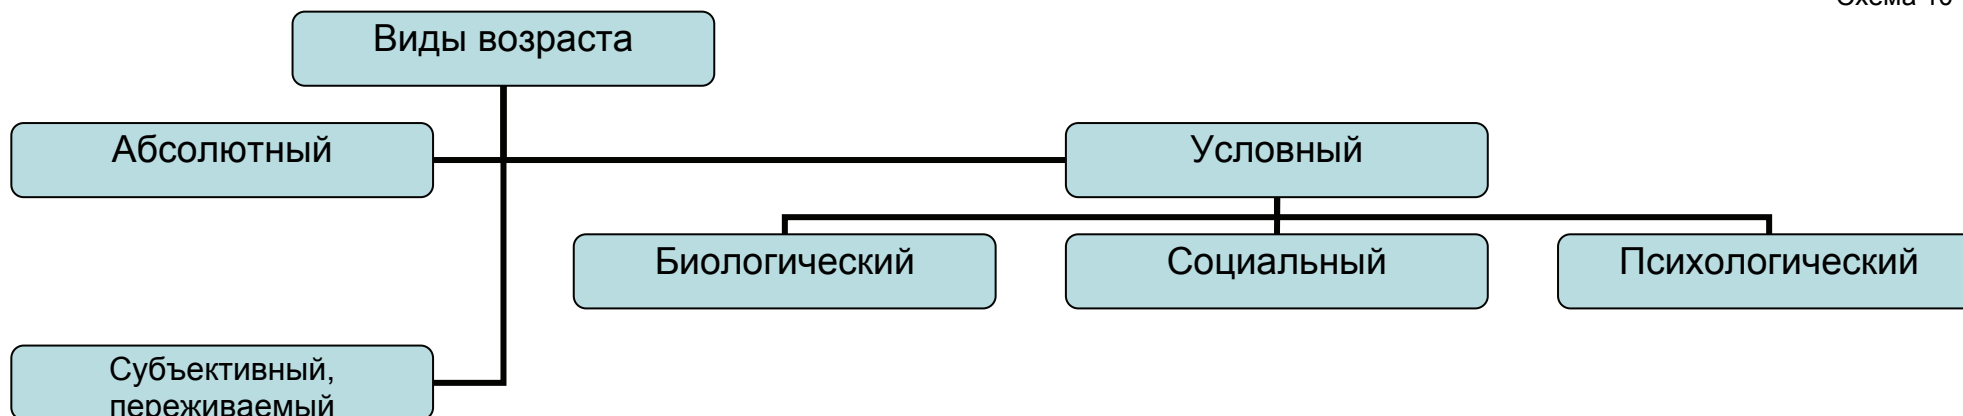 Виды возраста
Абсолютный
Условный
Биологический
Социальный
Психологический
Субъективный,
переживаемый